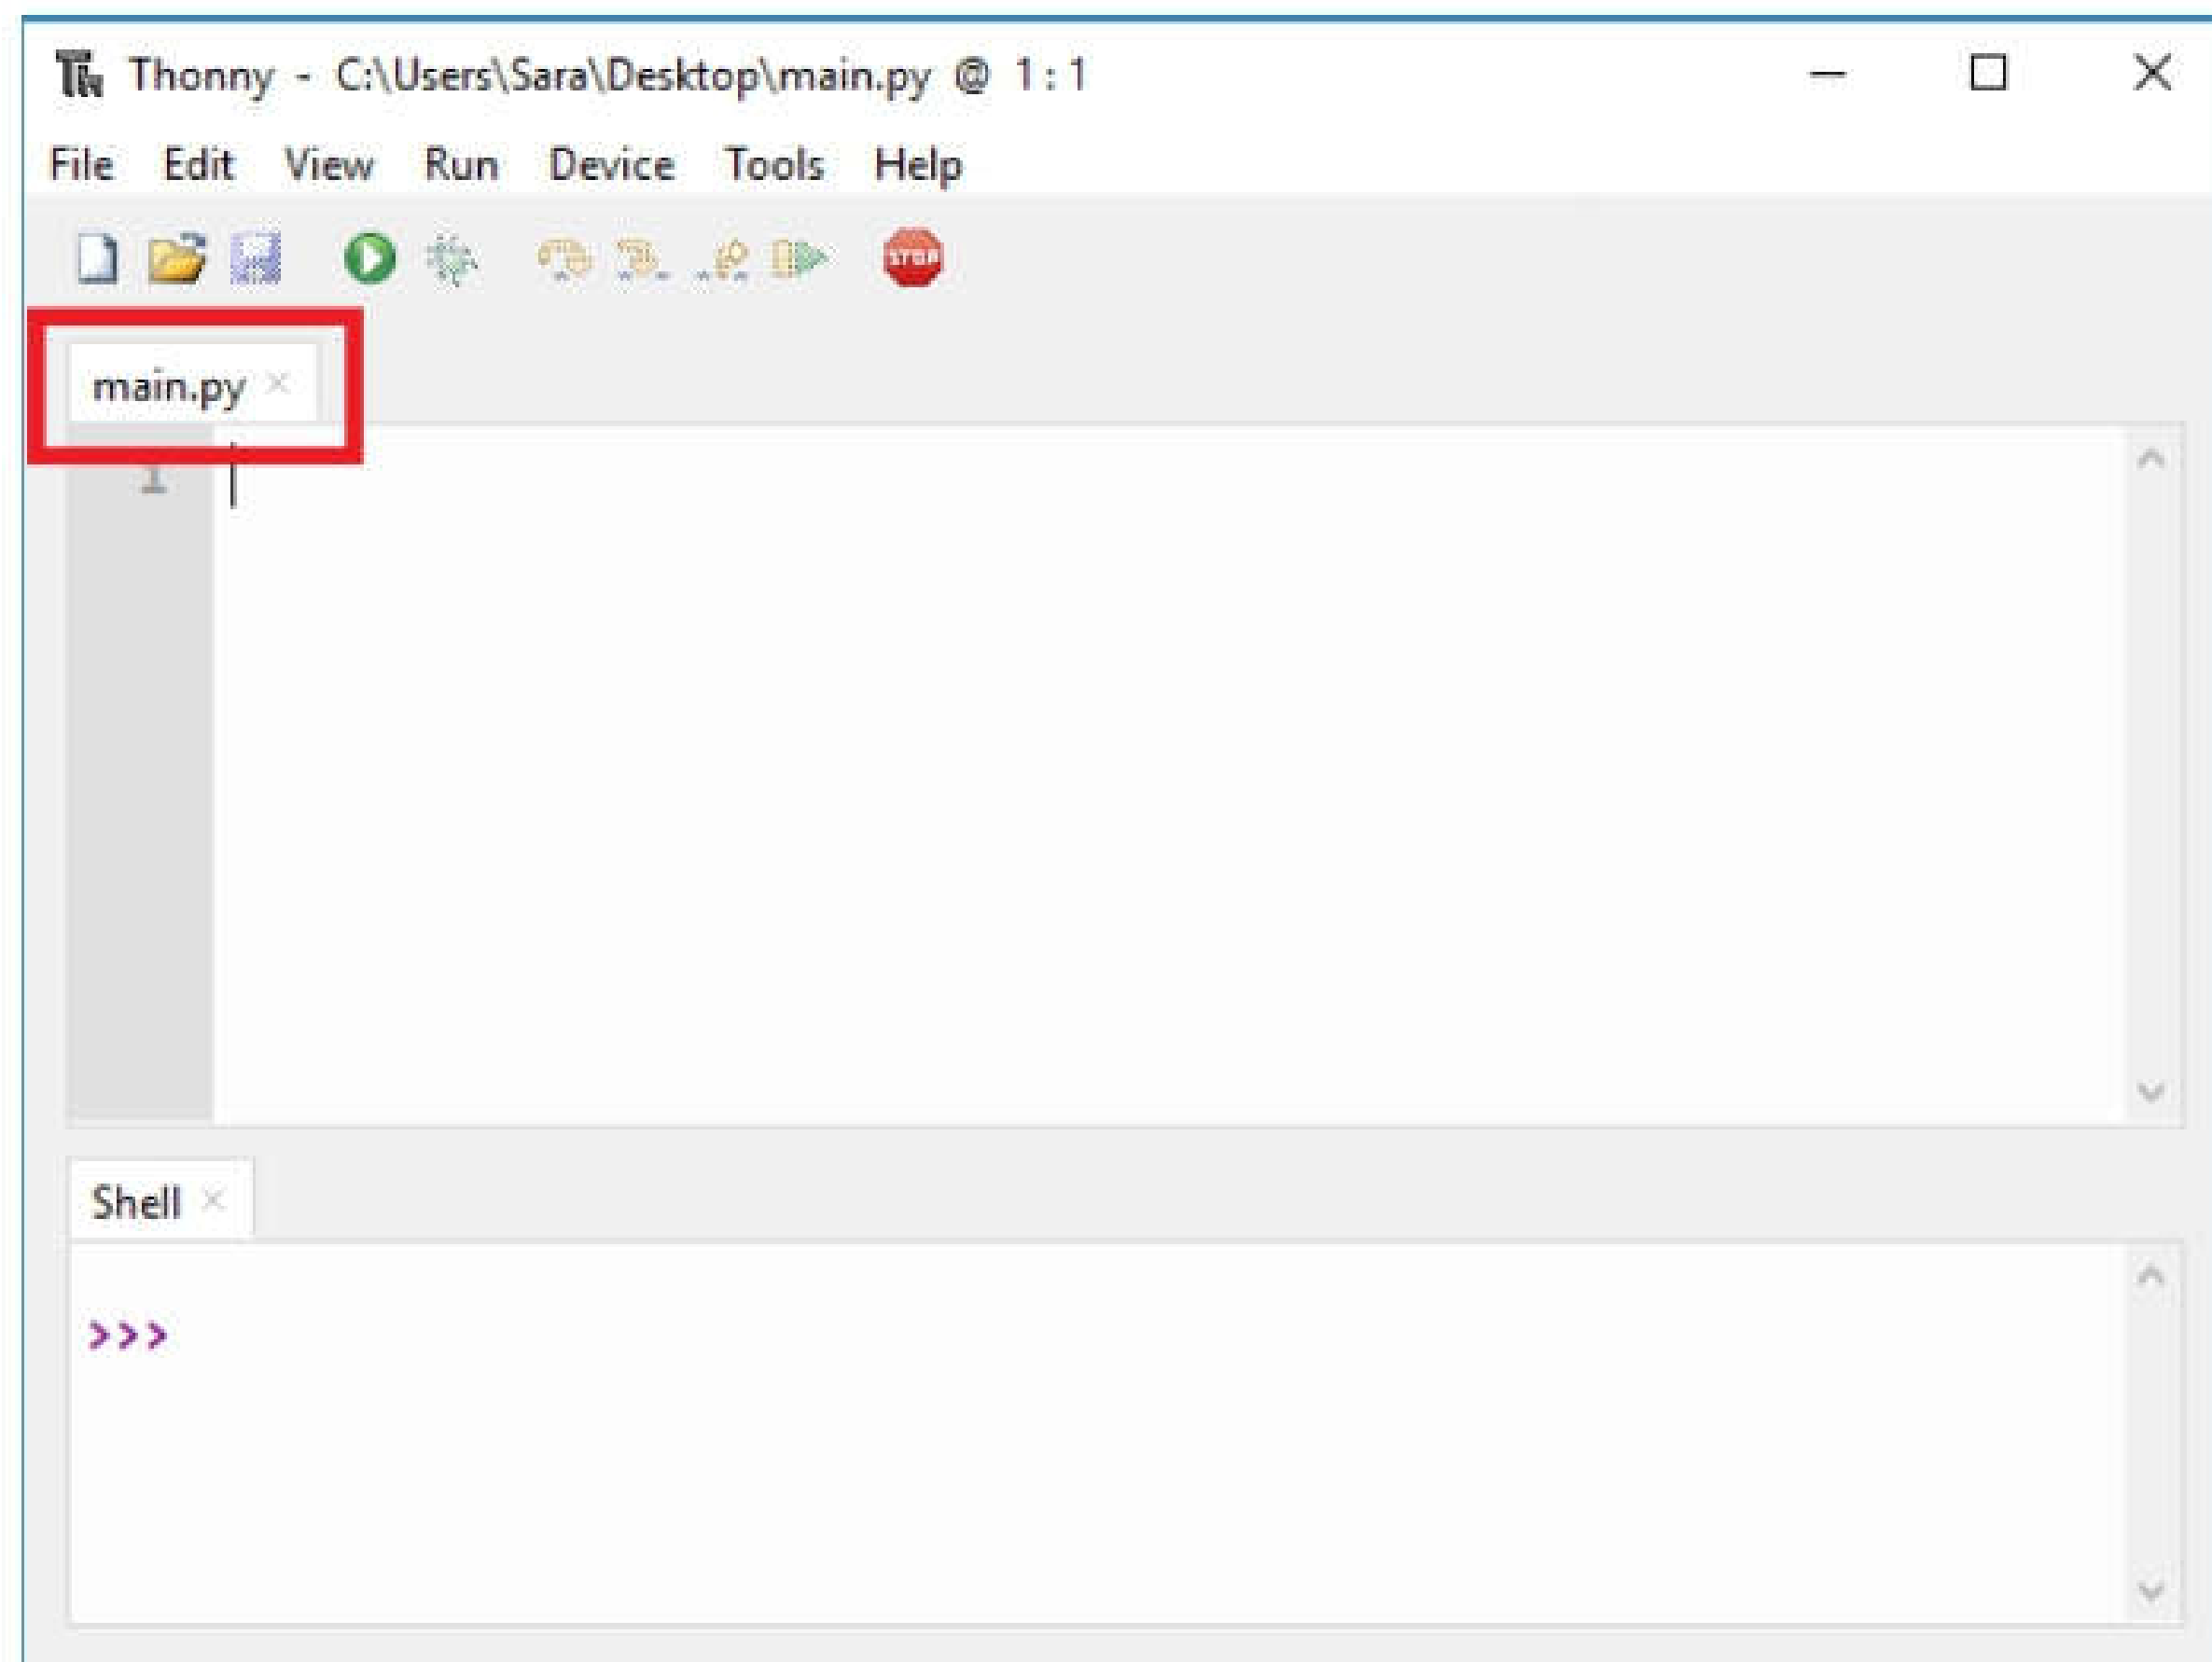 Thonny - C:\Users\Sara\Desktop\main.py @ 1 : 1
File Edit View Run Device Tools Help
STOP
main.py ×
1
Shell ×
>>>